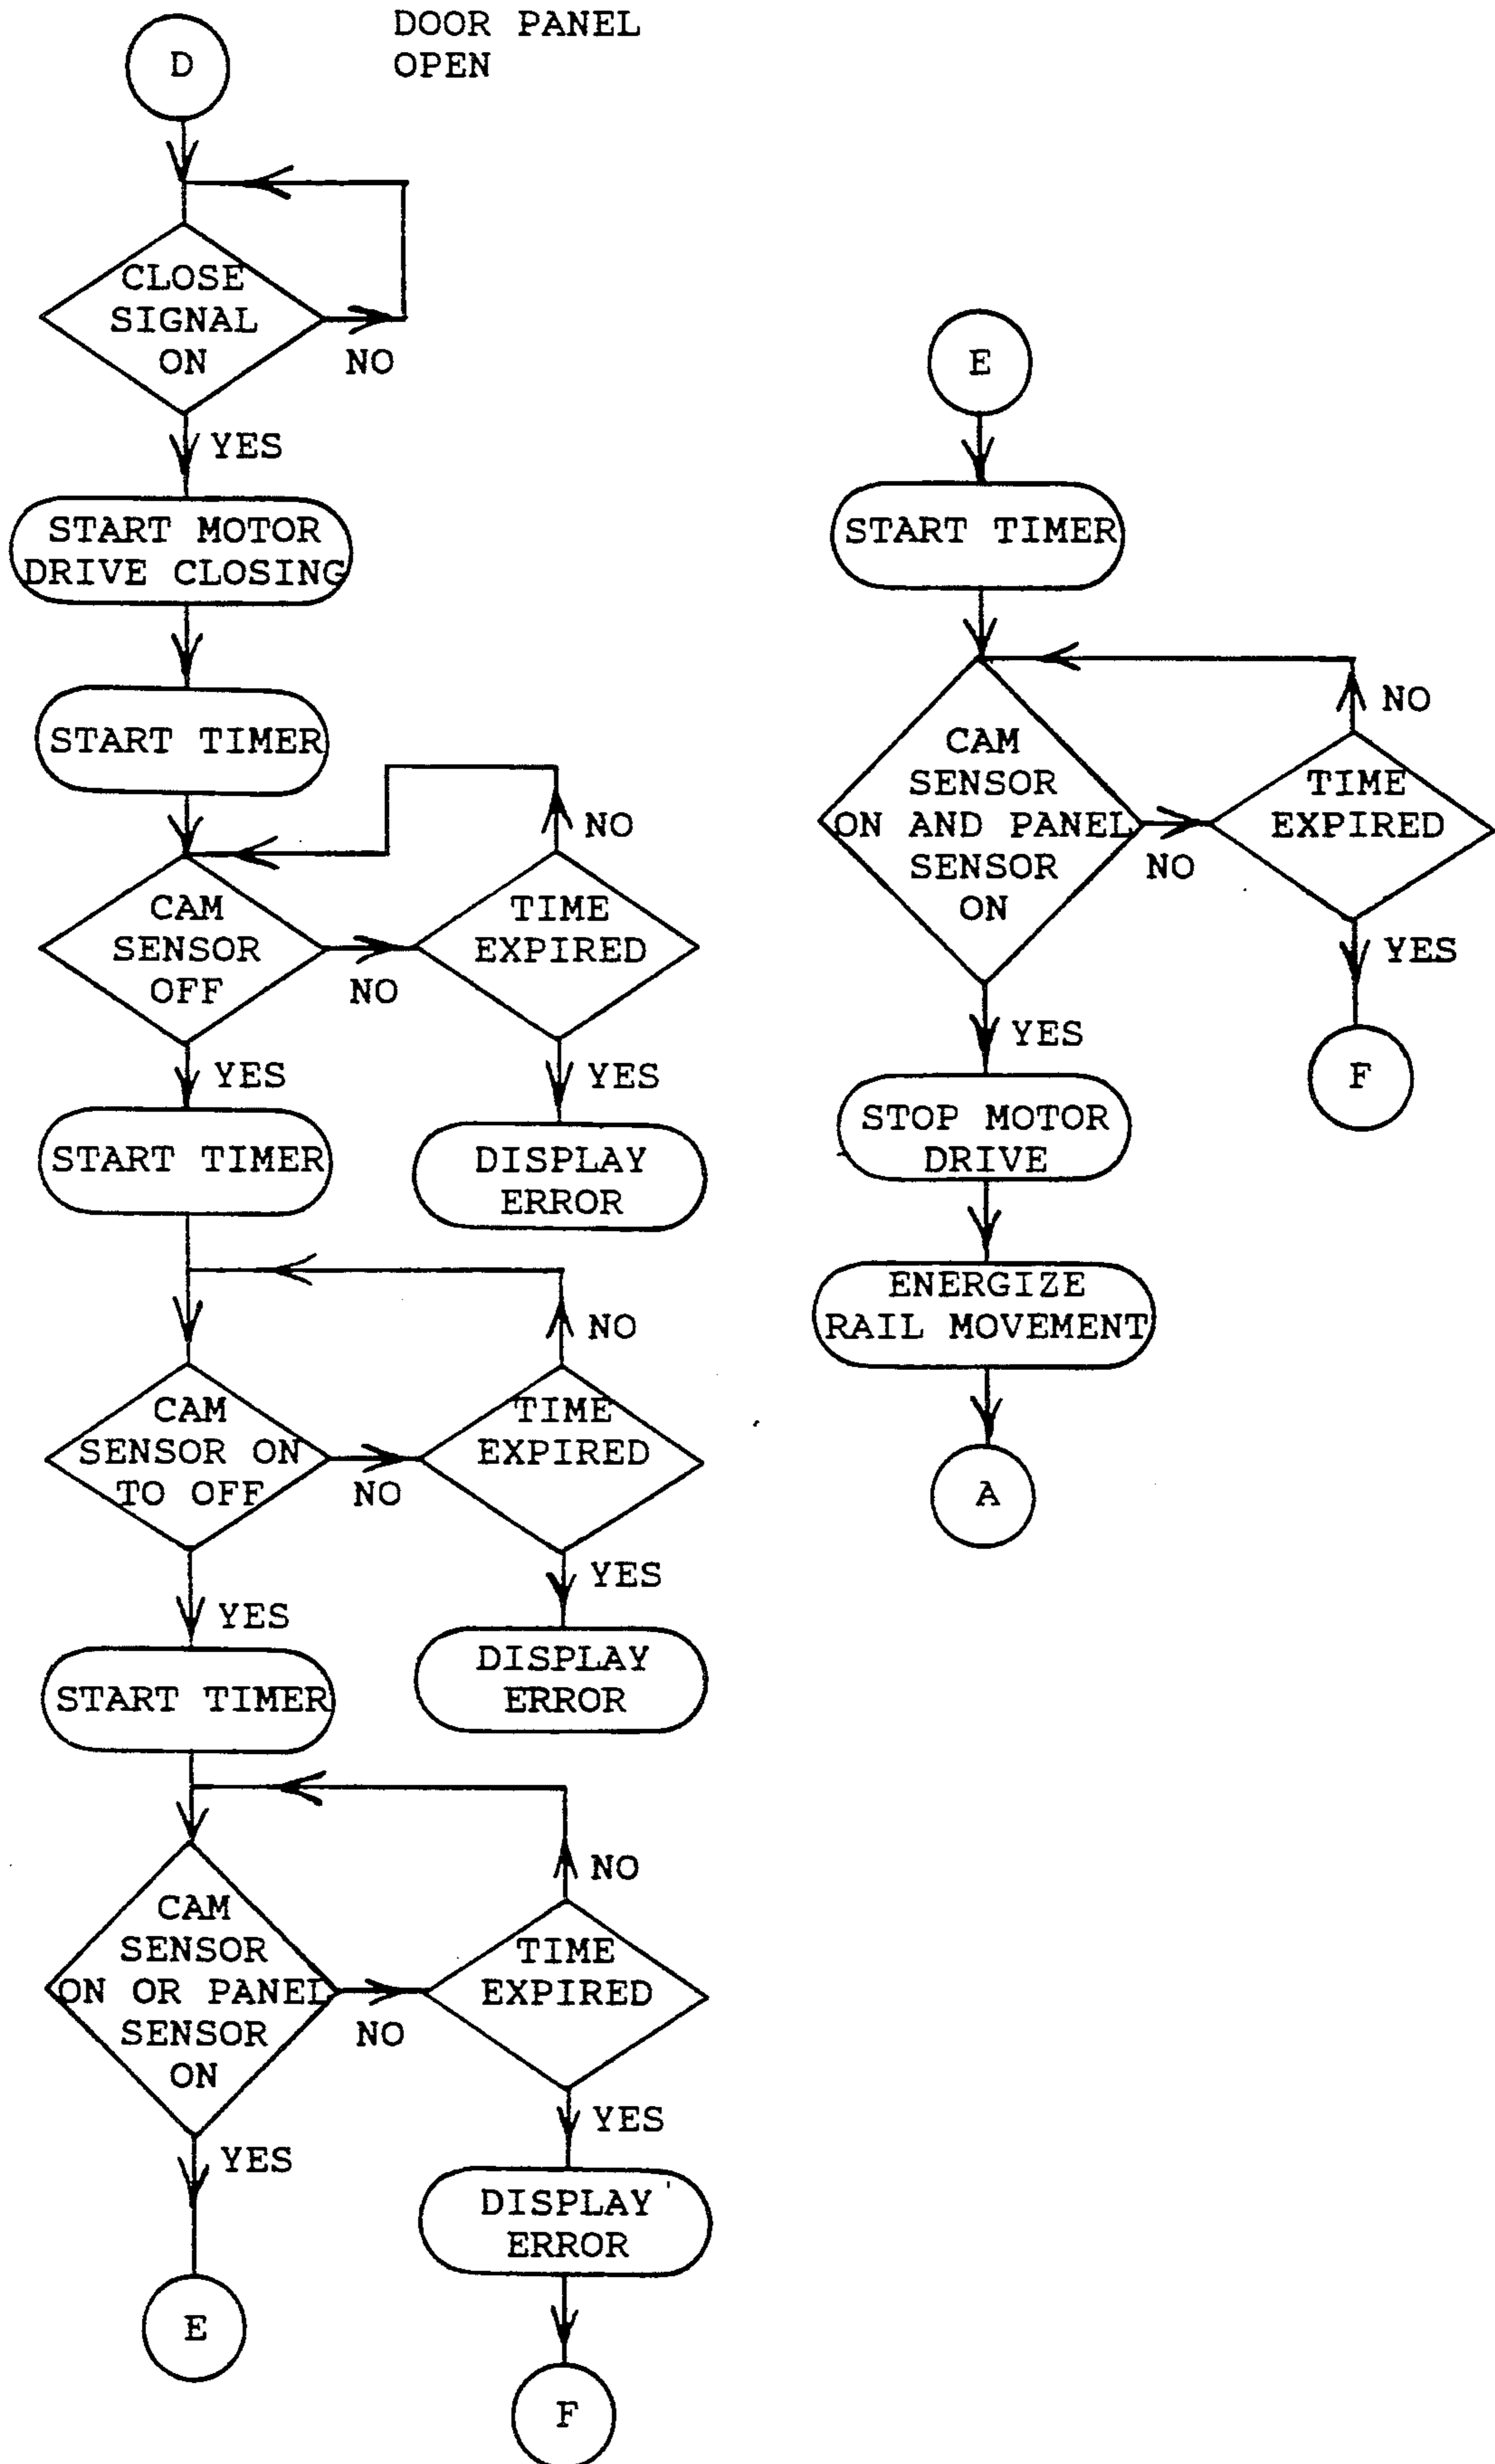 D
DOOR PANEL
OPEN
CLOSE
SIGNAL
ON
NO
YES
START MOTOR
DRIVE CLOSING
START TIMER
CAM
SENSOR
OFF
NO
TIME
EXPIRED
NO
YES
YES
START TIMER
DISPLAY
ERROR
CAM
SENSOR ON
TO OFF
NO
TIME
EXPIRED
NO
YES
YES
START TIMER
DISPLAY
ERROR
CAM
SENSOR
ON OR PANEL
SENSOR
ON
NO
TIME
EXPIRED
NO
YES
YES
DISPLAY
ERROR
E
F
E
START TIMER
CAM
SENSOR
ON AND PANEL
SENSOR
ON
NO
TIME
EXPIRED
NO
YES
F
YES
STOP MOTOR
DRIVE
ENERGIZE
RAIL MOVEMENT
A